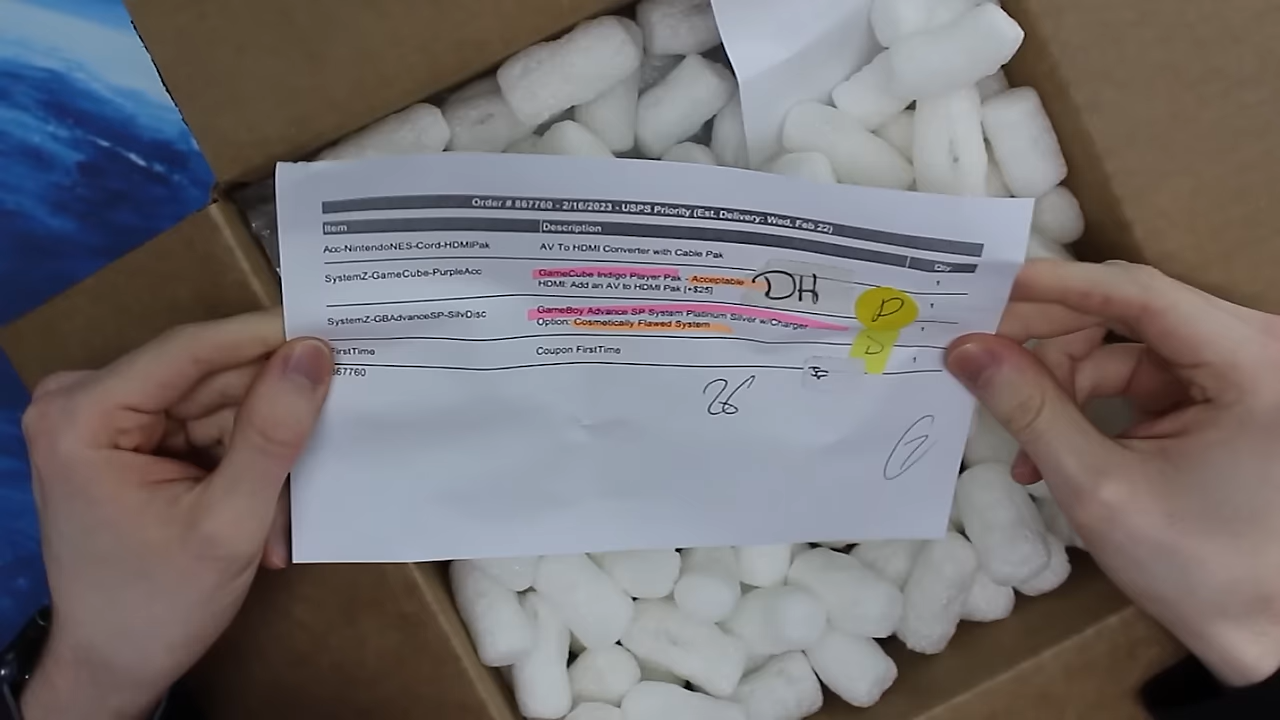 Order # 867760 - 2/16/2023 - USPS Priority (Est. Delivery: Wed, Feb 22)
Item Description Qty
Acc-NintendoNES-Cord-HDMIPak AV To HDMI Converter with Cable Pak 1
SystemZ-GameCube-PurpleAcc GameCube Indigo Player Pak - Acceptable 1
HDMI: Add an AV to HDMI Pak [+$25]
DH
D
SystemZ-GBAdvanceSP-SilvDisc GameBoy Advance SP System Platinum Silver w/Charger 1
Option: Cosmetically Flawed System
D
FirstTime Coupon FirstTime 1
867760
26